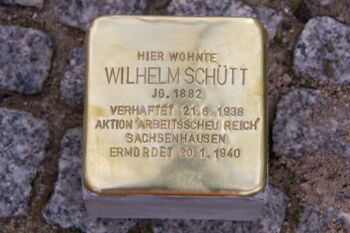 HIER WOHNTE
WILHELM SCHÜTT
JG. 1882
VERHAFTET 21.6.1938
AKTION 'ARBEITSSCHEU REICH'
SACHSENHAUSEN
ERMORDET 20.1.1940